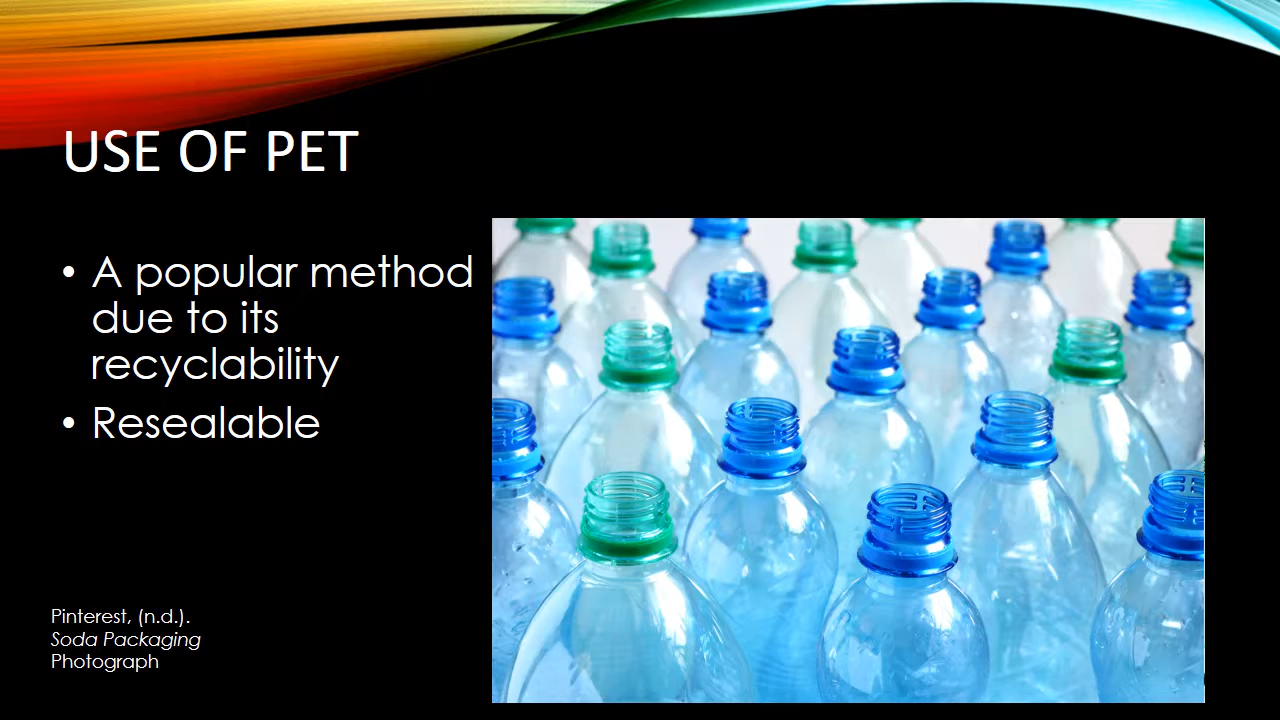 USE OF PET
• A popular method
due to its
recyclability
• Resealable
Pinterest, (n.d.).
Soda Packaging
Photograph